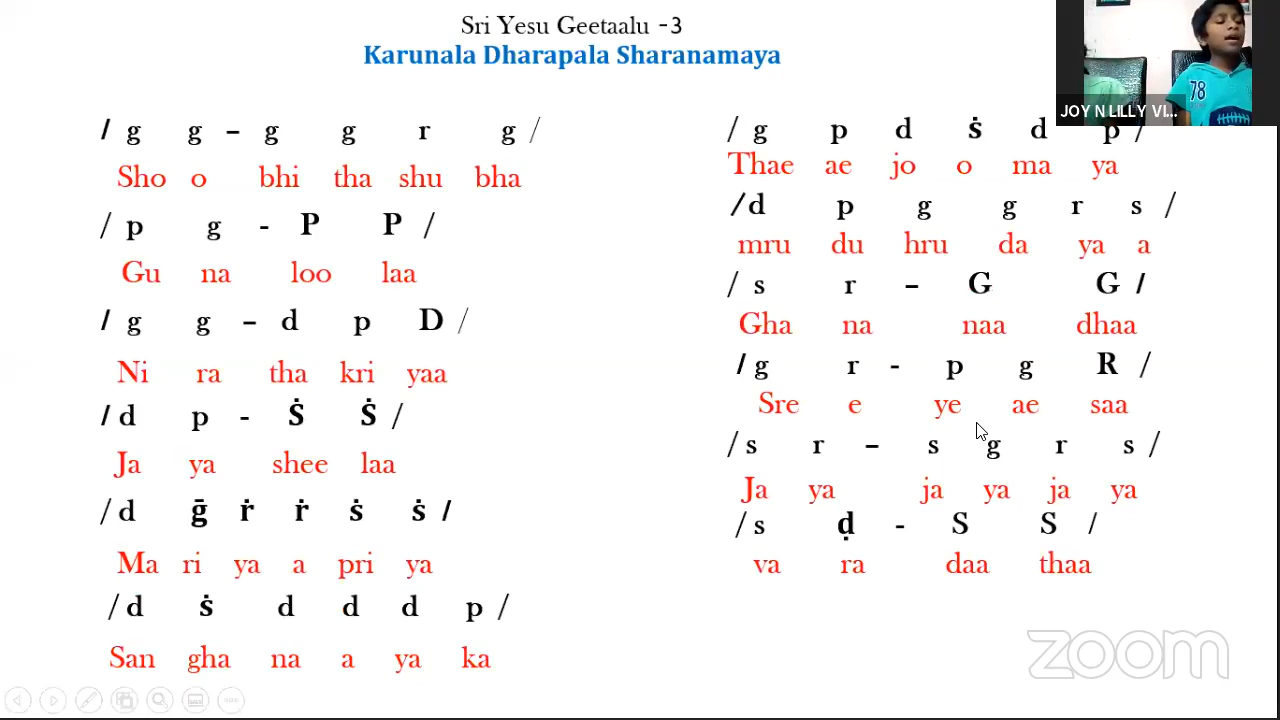 Sri Yesu Geetaalu -3
Karunala Dharapala Sharanamaya
/ g g – g g r g /
Sho o bhi tha shu bha
/ p g - P P /
Gu na loo laa
/ g g – d p D /
Ni ra tha kri yaa
/ d p - Ṡ Ṡ /
Ja ya shee laa
/ d ḡ ṙ ṙ ṡ ṡ /
Ma ri ya a pri ya
/ d ṡ d d d p /
San gha na a ya ka
/ g p d ṡ d p /
Thae ae jo o ma ya
/ d p g g r s /
mru du hru da ya a
/ s r – G G /
Gha na naa dhaa
/ g r - p g R /
Sre e ye ae saa
/ s r – s g r s /
Ja ya ja ya ja ya
/ s ḍ - S S /
va ra daa thaa
JOY N LILLY VI...
78
zoom